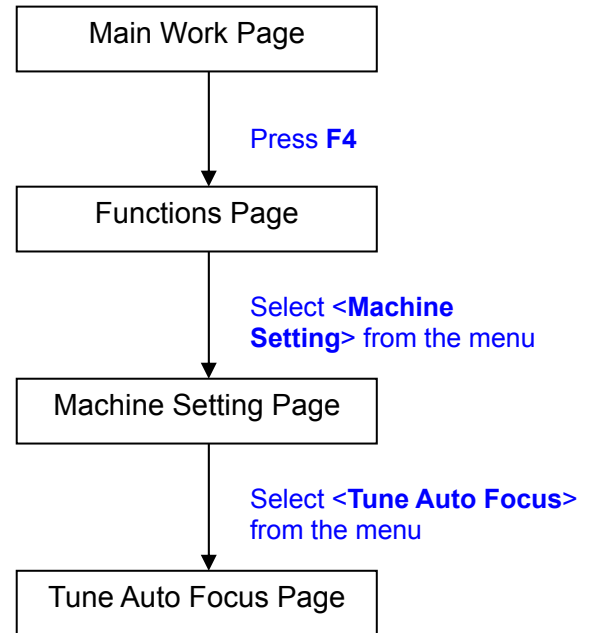 Main Work Page
Press F4
Functions Page
Select <Machine
Setting> from the menu
Machine Setting Page
Select <Tune Auto Focus>
from the menu
Tune Auto Focus Page